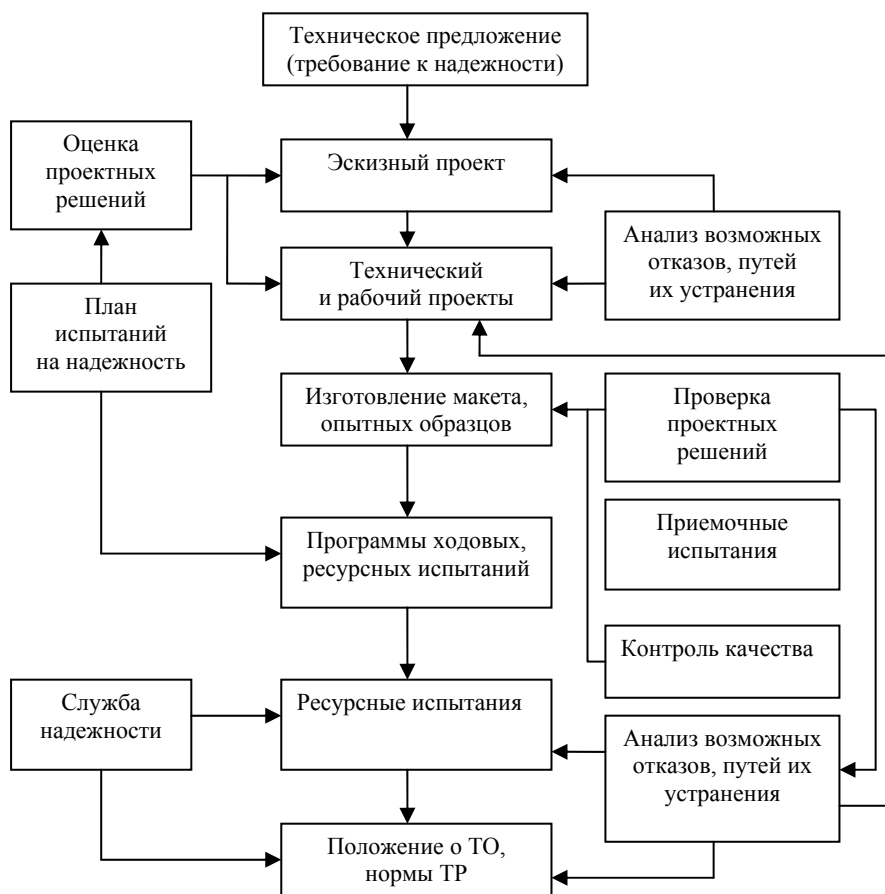 Техническое предложение
(требование к надежности)
Оценка
проектных
решений
Эскизный проект
Анализ возможных
отказов, путей
их устранения
Технический
и рабочий проекты
План
испытаний
на надежность
Изготовление макета,
опытных образцов
Проверка
проектных
решений
Приемочные
испытания
Программы ходовых,
ресурсных испытаний
Контроль качества
Служба
надежности
Ресурсные испытания
Анализ возможных
отказов, путей их
устранения
Положение о ТО,
нормы ТР